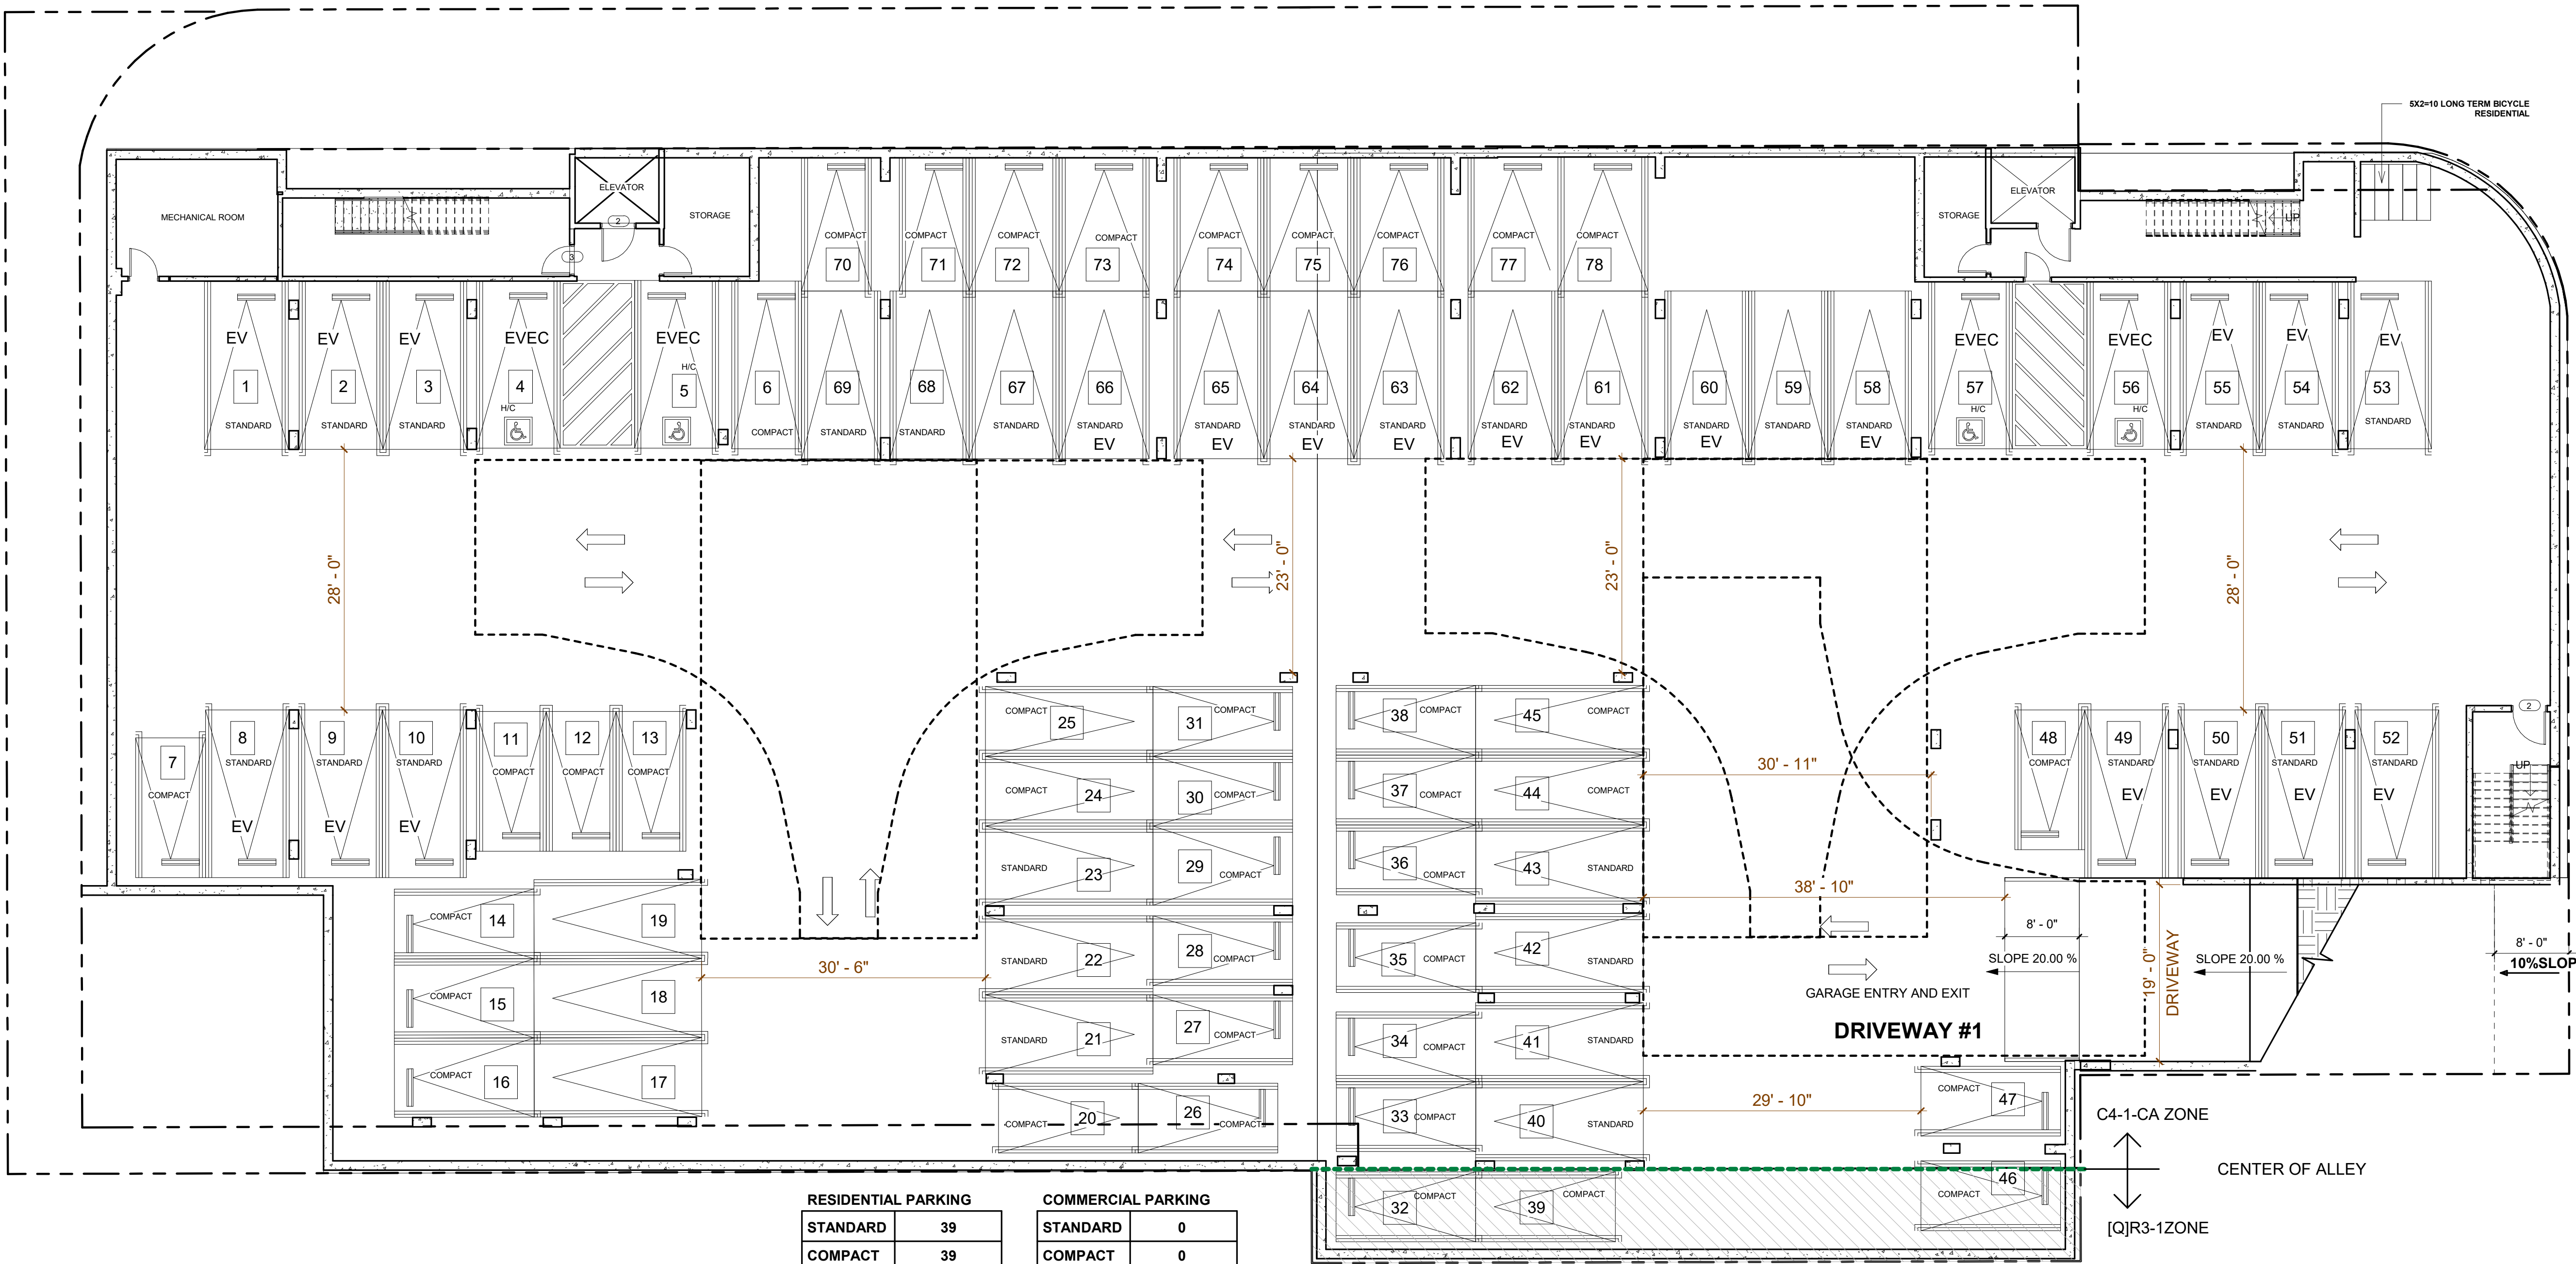 5X2=10 LONG TERM BICYCLE
RESIDENTIAL
MECHANICAL ROOM
ELEVATOR
2
3
STORAGE
COMPACT
70
COMPACT
71
COMPACT
72
COMPACT
73
COMPACT
74
COMPACT
75
COMPACT
76
COMPACT
77
COMPACT
78
STORAGE
ELEVATOR
UP
EV
1
STANDARD
EV
2
STANDARD
EV
3
STANDARD
EVEC
4
H/C
EVEC
H/C
5
6
COMPACT
69
STANDARD
68
STANDARD
67
STANDARD
66
STANDARD
EV
65
STANDARD
EV
64
STANDARD
EV
63
STANDARD
EV
62
STANDARD
EV
61
STANDARD
EV
60
STANDARD
EV
59
STANDARD
58
STANDARD
EV
EVEC
57
H/C
EVEC
56
H/C
EV
55
STANDARD
EV
54
STANDARD
EV
53
STANDARD
28' - 0"
23' - 0"
23' - 0"
28' - 0"
7
COMPACT
8
STANDARD
EV
9
STANDARD
EV
10
STANDARD
EV
11
COMPACT
12
COMPACT
13
COMPACT
COMPACT
25
31
COMPACT
COMPACT
24
30
COMPACT
STANDARD
23
29
COMPACT
STANDARD
22
28
COMPACT
STANDARD
21
27
COMPACT
COMPACT
20
26
COMPACT
38
COMPACT
45
COMPACT
37
COMPACT
44
COMPACT
36
COMPACT
43
STANDARD
35
COMPACT
42
STANDARD
34
COMPACT
41
STANDARD
33
COMPACT
40
STANDARD
32
COMPACT
39
COMPACT
COMPACT
14
19
COMPACT
15
18
COMPACT
16
17
30' - 6"
30' - 11"
38' - 10"
29' - 10"
48
COMPACT
49
STANDARD
EV
50
STANDARD
EV
51
STANDARD
EV
52
STANDARD
EV
2
UP
8' - 0"
SLOPE 20.00 %
19' - 0"
DRIVEWAY
SLOPE 20.00 %
8' - 0"
10%SLOP
GARAGE ENTRY AND EXIT
DRIVEWAY #1
COMPACT
47
COMPACT
46
C4-1-CA ZONE
CENTER OF ALLEY
[Q]R3-1ZONE
RESIDENTIAL PARKING
STANDARD 39
COMPACT 39
COMMERCIAL PARKING
STANDARD 0
COMPACT 0